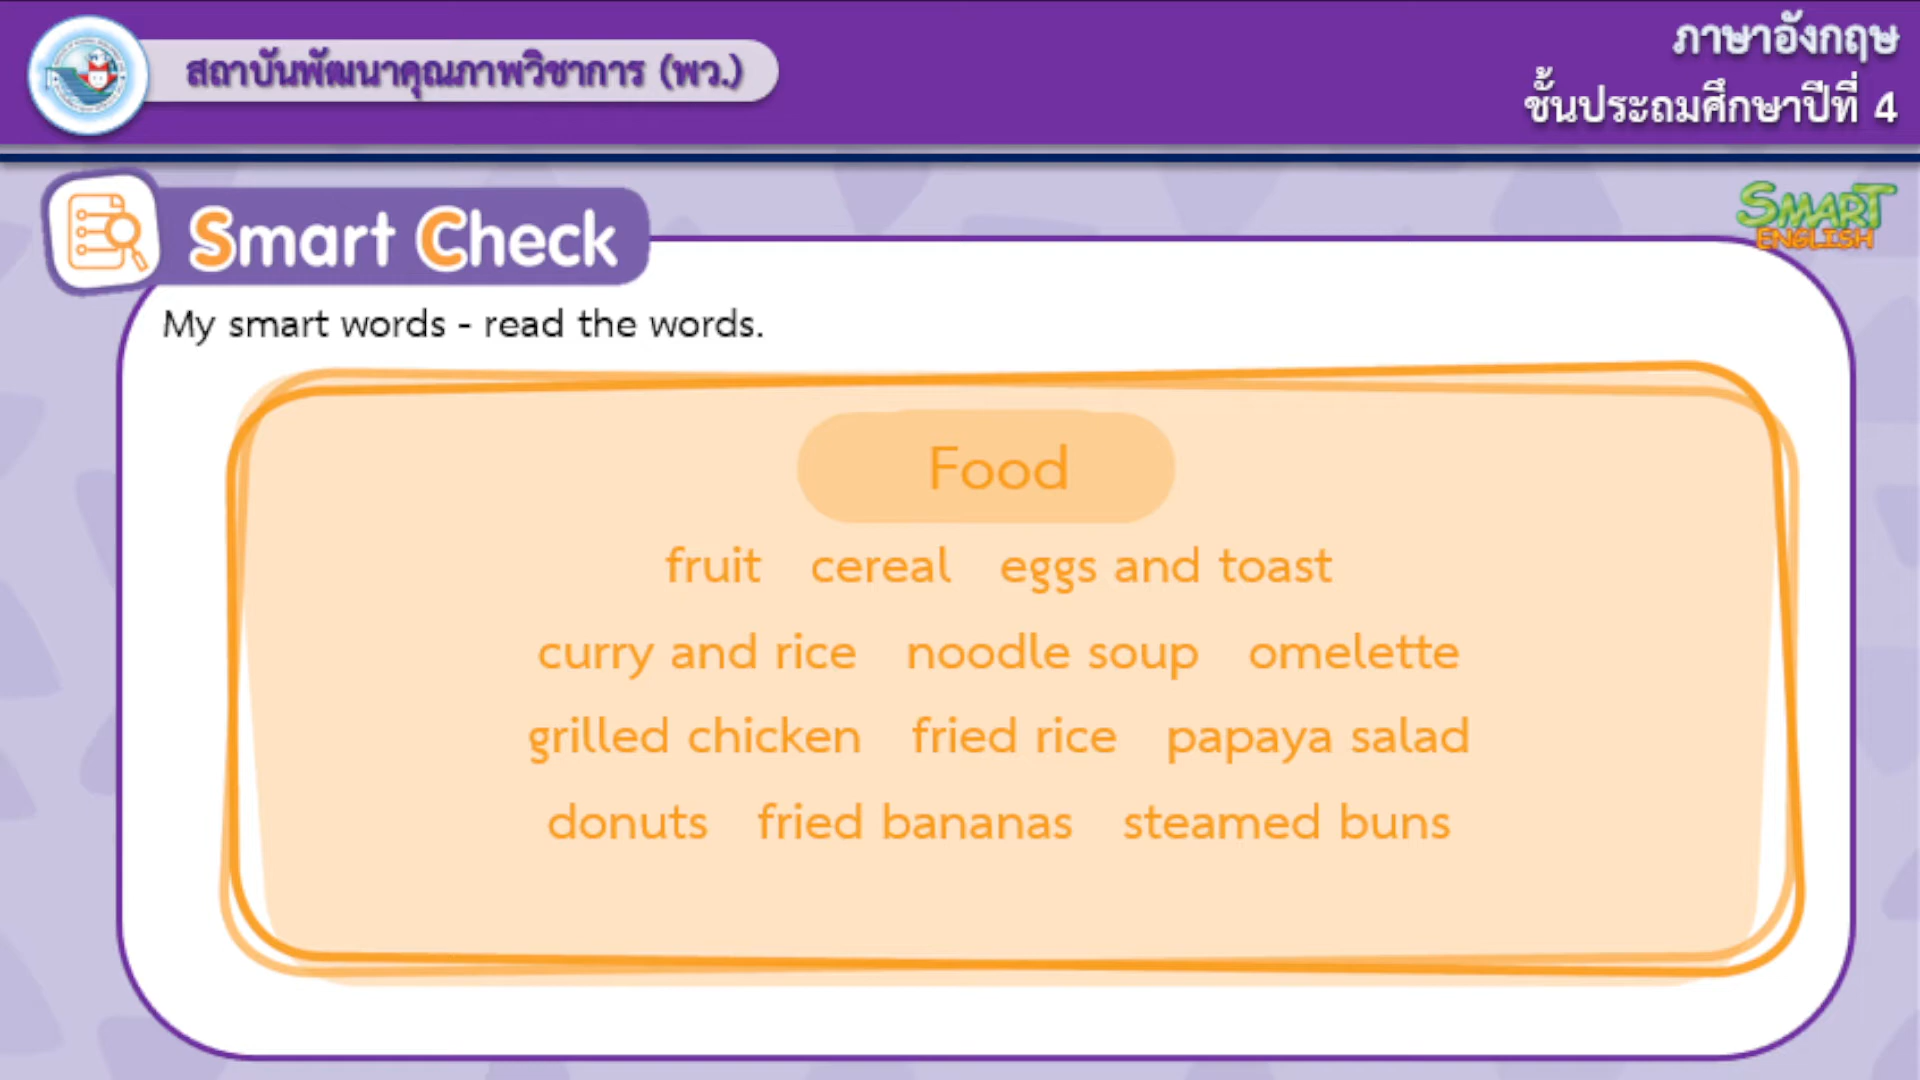 สถาบันพัฒนาคุณภาพวิชาการ (พว.)
ภาษาอังกฤษ
ชั้นประถมศึกษาปีที่ 4
SMART
ENGLISH
Smart Check
My smart words - read the words.
Food
fruit cereal eggs and toast
curry and rice noodle soup omelette
grilled chicken fried rice papaya salad
donuts fried bananas steamed buns